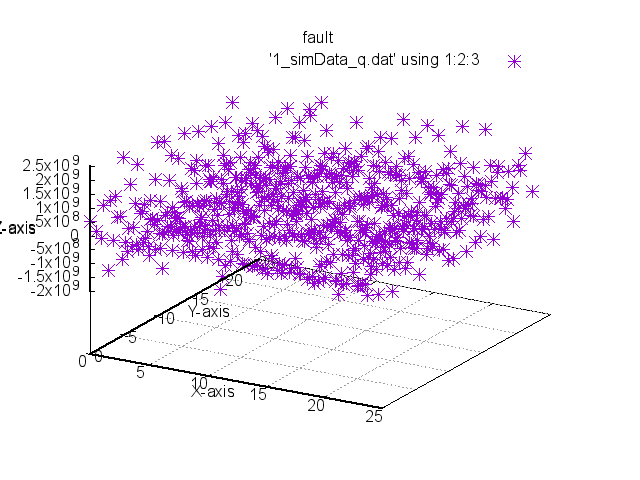 fault
'1_simData_q.dat' using 1:2:3
2.5x10^9
2x10^9
1.5x10^9
1x10^9
5x10^8
0
-5x10^8
-1x10^9
-1.5x10^9
-2x10^9
Z-axis
0
5
10
15
20
Y-axis
0
5
10
15
20
25
X-axis